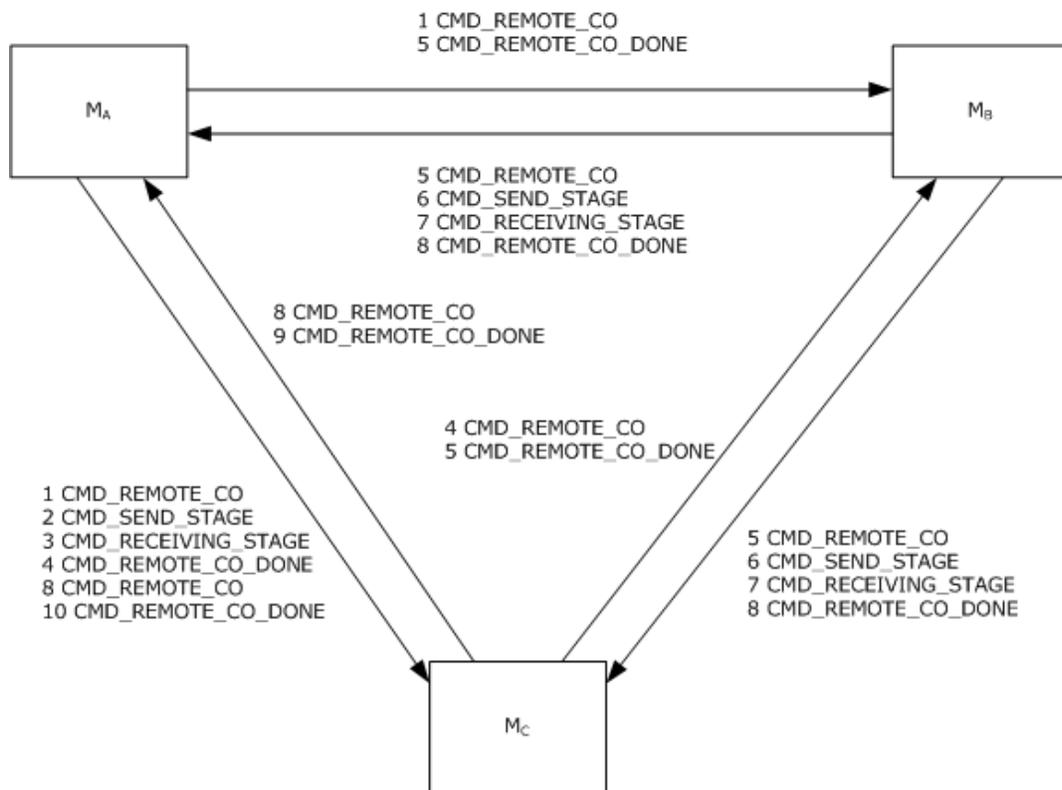 1 CMD_REMOTE_CO
5 CMD_REMOTE_CO_DONE
MA
MB
5 CMD_REMOTE_CO
6 CMD_SEND_STAGE
7 CMD_RECEIVING_STAGE
8 CMD_REMOTE_CO_DONE
8 CMD_REMOTE_CO
9 CMD_REMOTE_CO_DONE
4 CMD_REMOTE_CO
5 CMD_REMOTE_CO_DONE
1 CMD_REMOTE_CO
2 CMD_SEND_STAGE
3 CMD_RECEIVING_STAGE
4 CMD_REMOTE_CO_DONE
8 CMD_REMOTE_CO
10 CMD_REMOTE_CO_DONE
5 CMD_REMOTE_CO
6 CMD_SEND_STAGE
7 CMD_RECEIVING_STAGE
8 CMD_REMOTE_CO_DONE
MC